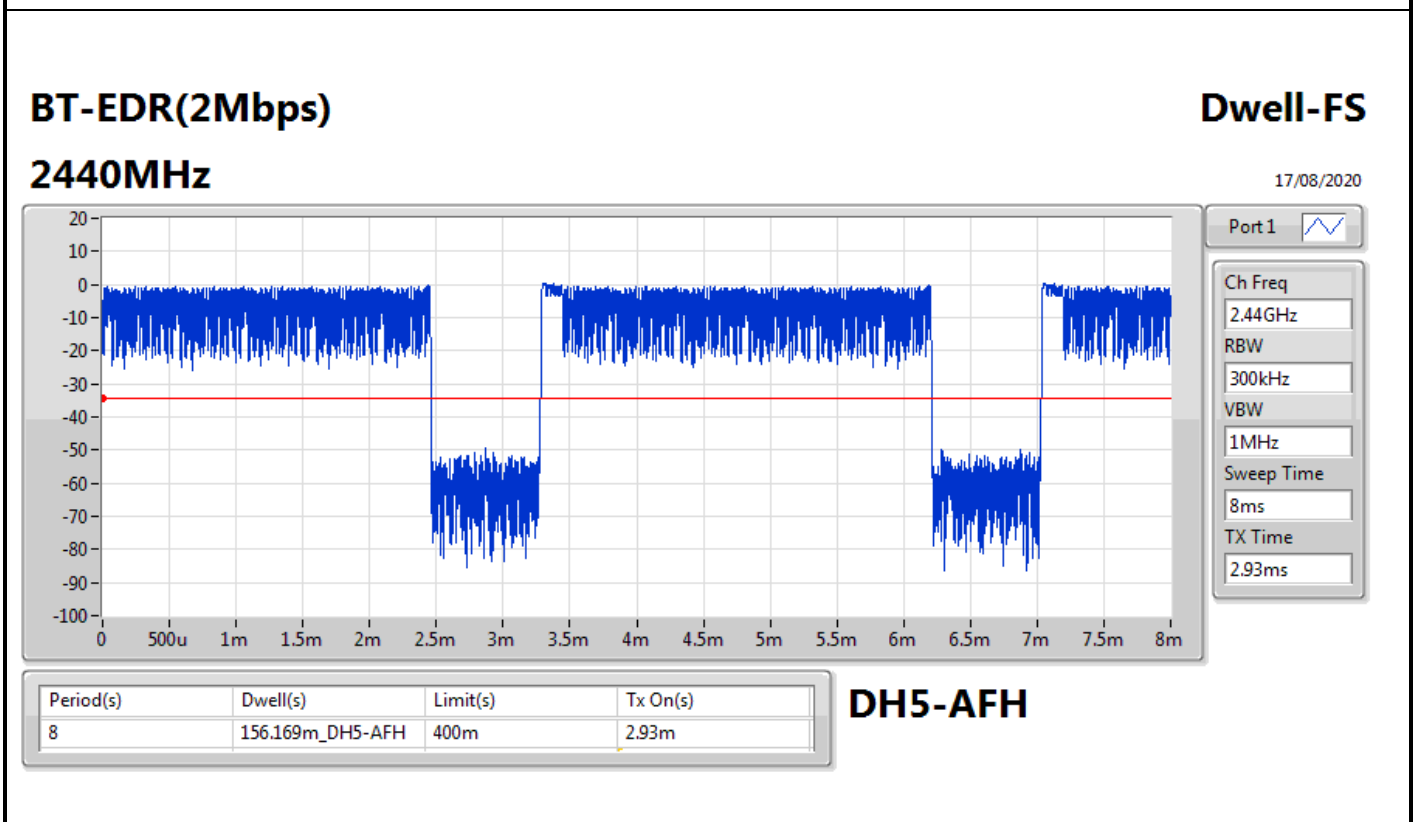 BT-EDR(2Mbps)
Dwell-FS
2440MHz
17/08/2020
20
10
0
-10
-20
-30
-40
-50
-60
-70
-80
-90
-100
0 500u 1m 1.5m 2m 2.5m 3m 3.5m 4m 4.5m 5m 5.5m 6m 6.5m 7m 7.5m 8m
Port 1
Ch Freq
2.44GHz
RBW
300kHz
VBW
1MHz
Sweep Time
8ms
TX Time
2.93ms
Period(s) Dwell(s) Limit(s) Tx On(s)
8 156.169m_DH5-AFH 400m 2.93m
DH5-AFH